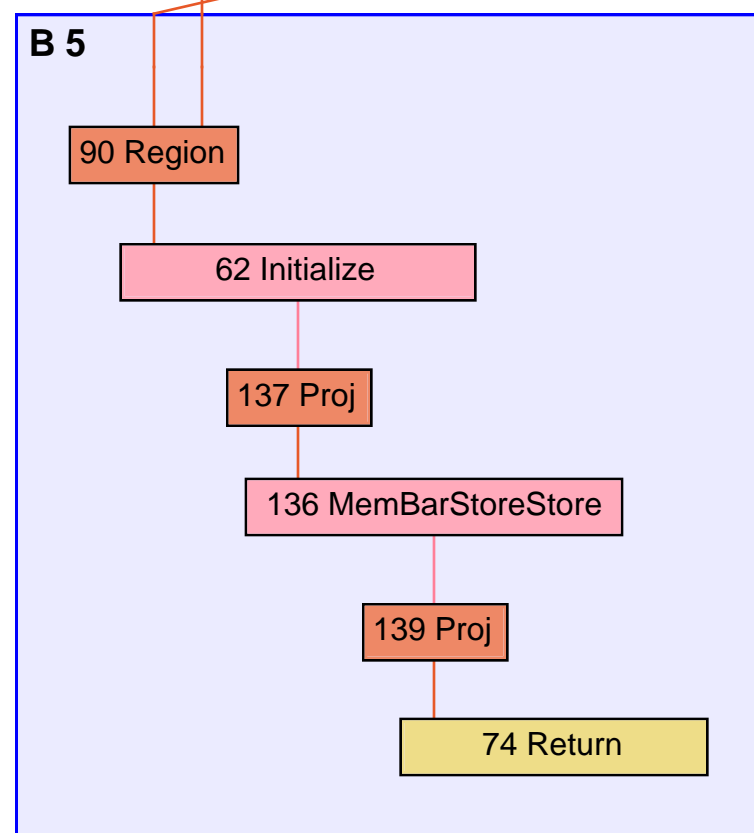 B 5
90 Region
62 Initialize
137 Proj
136 MemBarStoreStore
139 Proj
74 Return